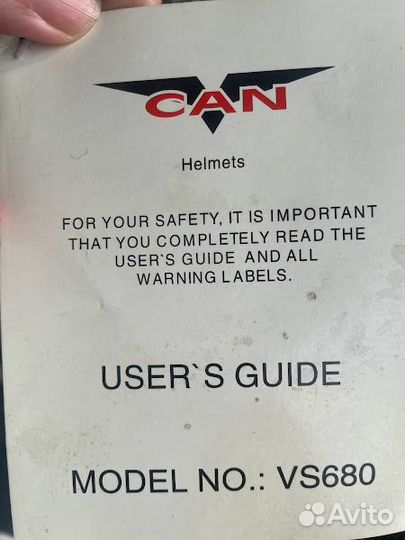 CAN
Helmets
FOR YOUR SAFETY, IT IS IMPORTANT
THAT YOU COMPLETELY READ THE
USER`S GUIDE AND ALL
WARNING LABELS.
USER`S GUIDE
MODEL NO.: VS680
Avito